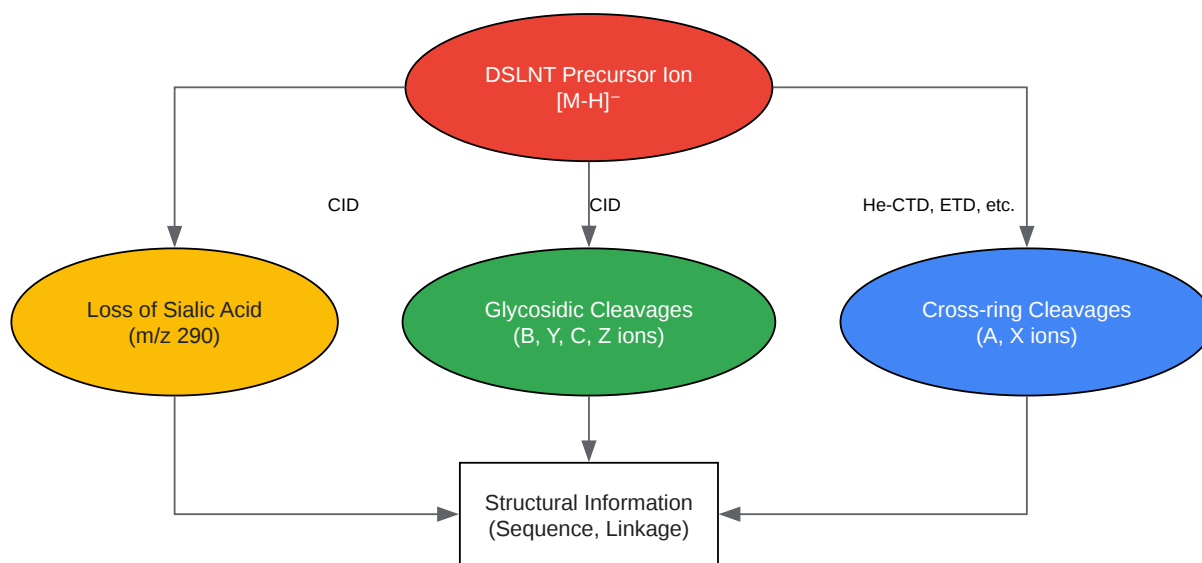 DSLNT Precursor Ion
[M-H]⁻
CID
CID
He-CTD, ETD, etc.
Loss of Sialic Acid
(m/z 290)
Glycosidic Cleavages
(B, Y, C, Z ions)
Cross-ring Cleavages
(A, X ions)
Structural Information
(Sequence, Linkage)